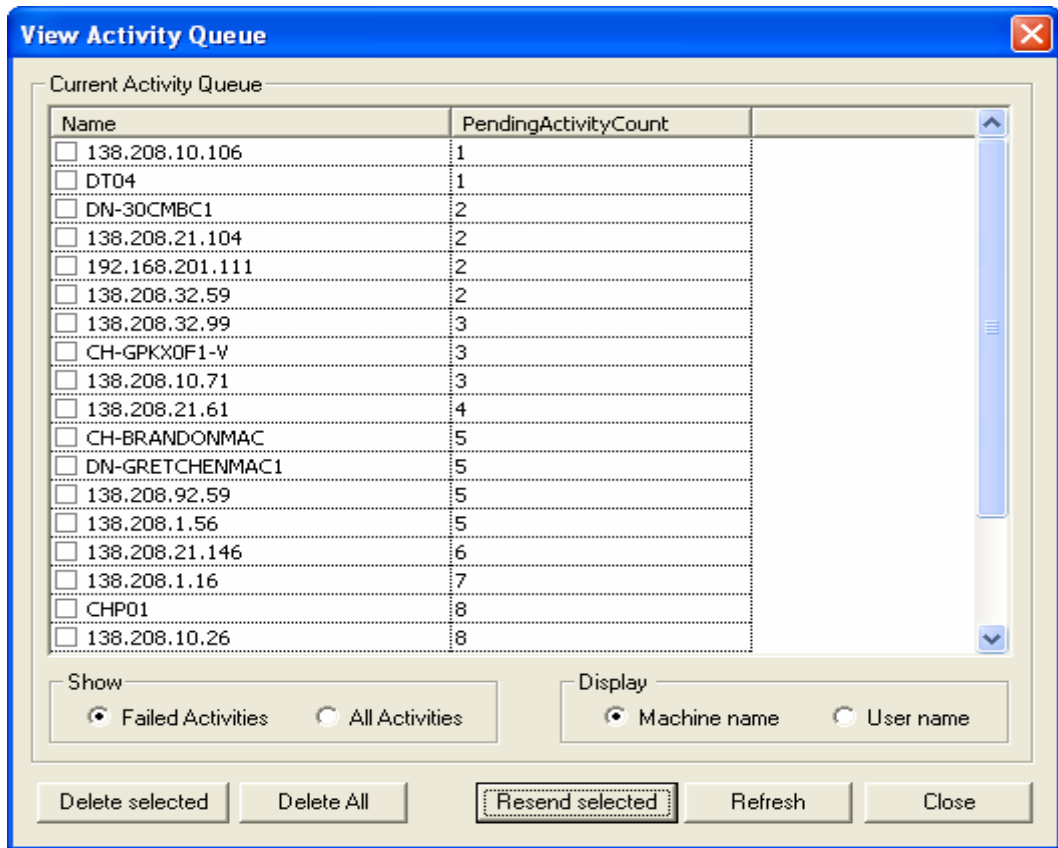 View Activity Queue
Current Activity Queue
Name PendingActivityCount
138.208.10.106 1
DT04 1
DN-30CMBC1 2
138.208.21.104 2
192.168.201.111 2
138.208.32.59 2
138.208.32.99 3
CH-GPKX0F1-V 3
138.208.10.71 3
138.208.21.61 4
CH-BRANDONMAC 5
DN-GRETCHENMAC1 5
138.208.92.59 5
138.208.1.56 5
138.208.21.146 6
138.208.1.16 7
CHP01 8
138.208.10.26 8
Show Display
Failed Activities All Activities Machine name User name
Delete selected Delete All Resend selected Refresh Close